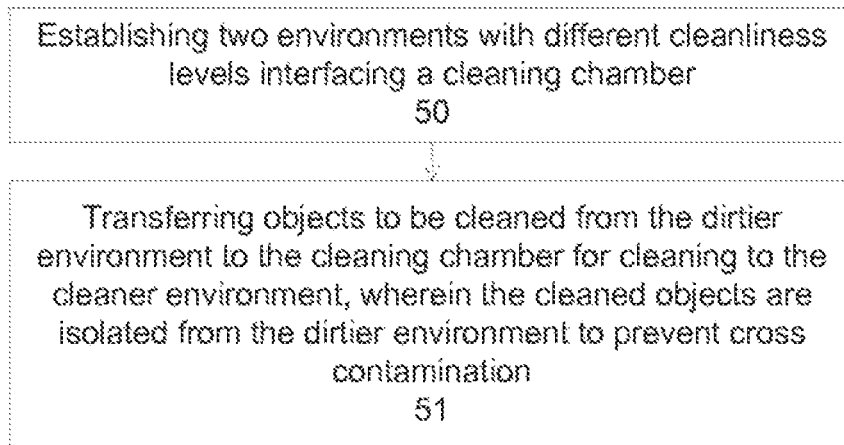 Establishing two environments with different cleanliness
levels interfacing a cleaning chamber
50
Transferring objects to be cleaned from the dirtier
environment to the cleaning chamber for cleaning to the
cleaner environment, wherein the cleaned objects are
isolated from the dirtier environment to prevent cross
contamination
51